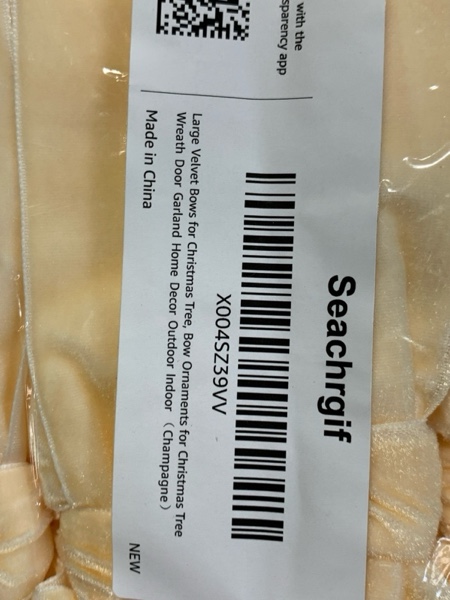 with the
sparency app
Seachrgif
X004SZ39VV
Large Velvet Bows for Christmas Tree, Bow Ornaments for Christmas Tree
Wreath Door Garland Home Decor Outdoor Indoor （Champagne）
Made in China
NEW